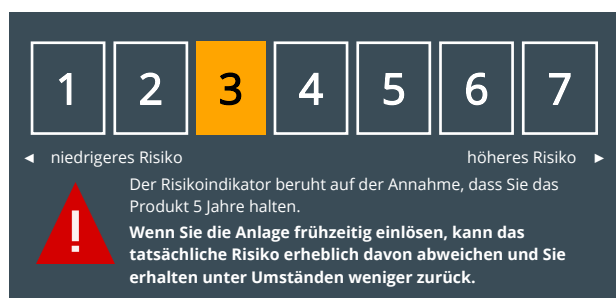 1 2 3 4 5 6 7
◄ niedrigeres Risiko höheres Risiko ►
Der Risikoindikator beruht auf der Annahme, dass Sie das
Produkt 5 Jahre halten.
Wenn Sie die Anlage frühzeitig einlösen, kann das
tatsächliche Risiko erheblich davon abweichen und Sie
erhalten unter Umständen weniger zurück.
!